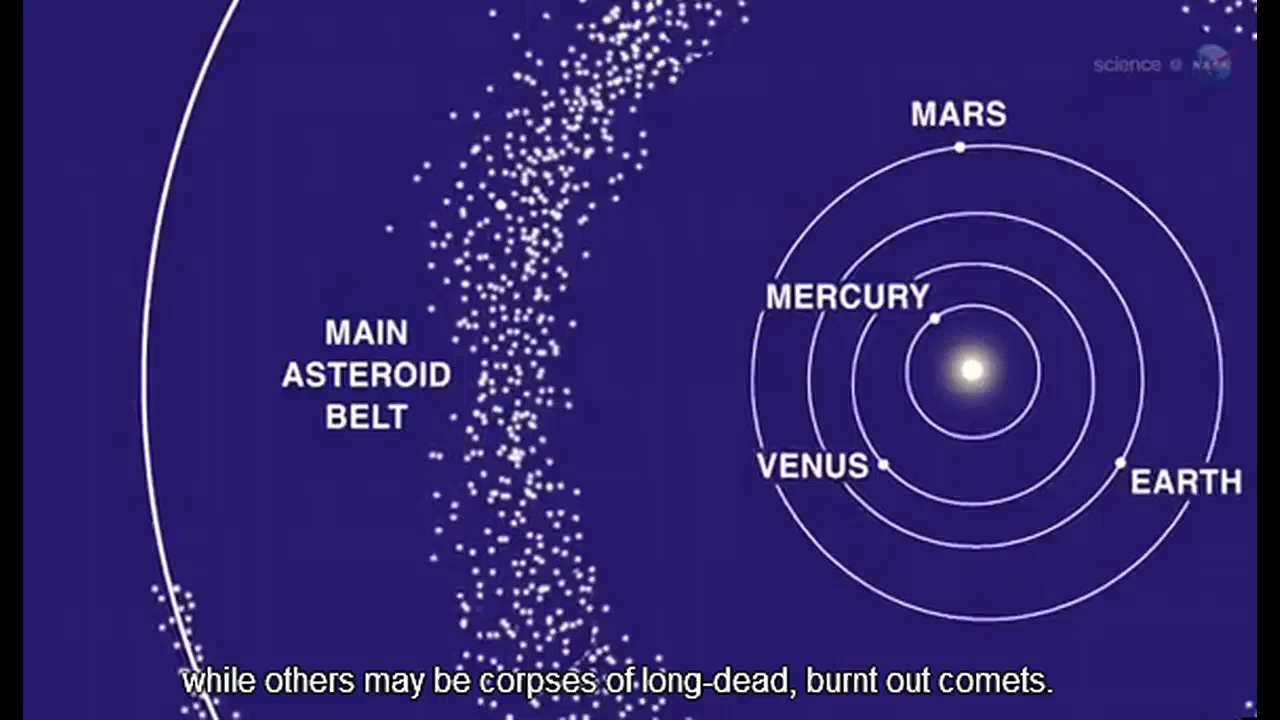 science @ NASA
MARS
MERCURY
MAIN
ASTEROID
BELT
VENUS
EARTH
while others may be corpses of long-dead, burnt out comets.